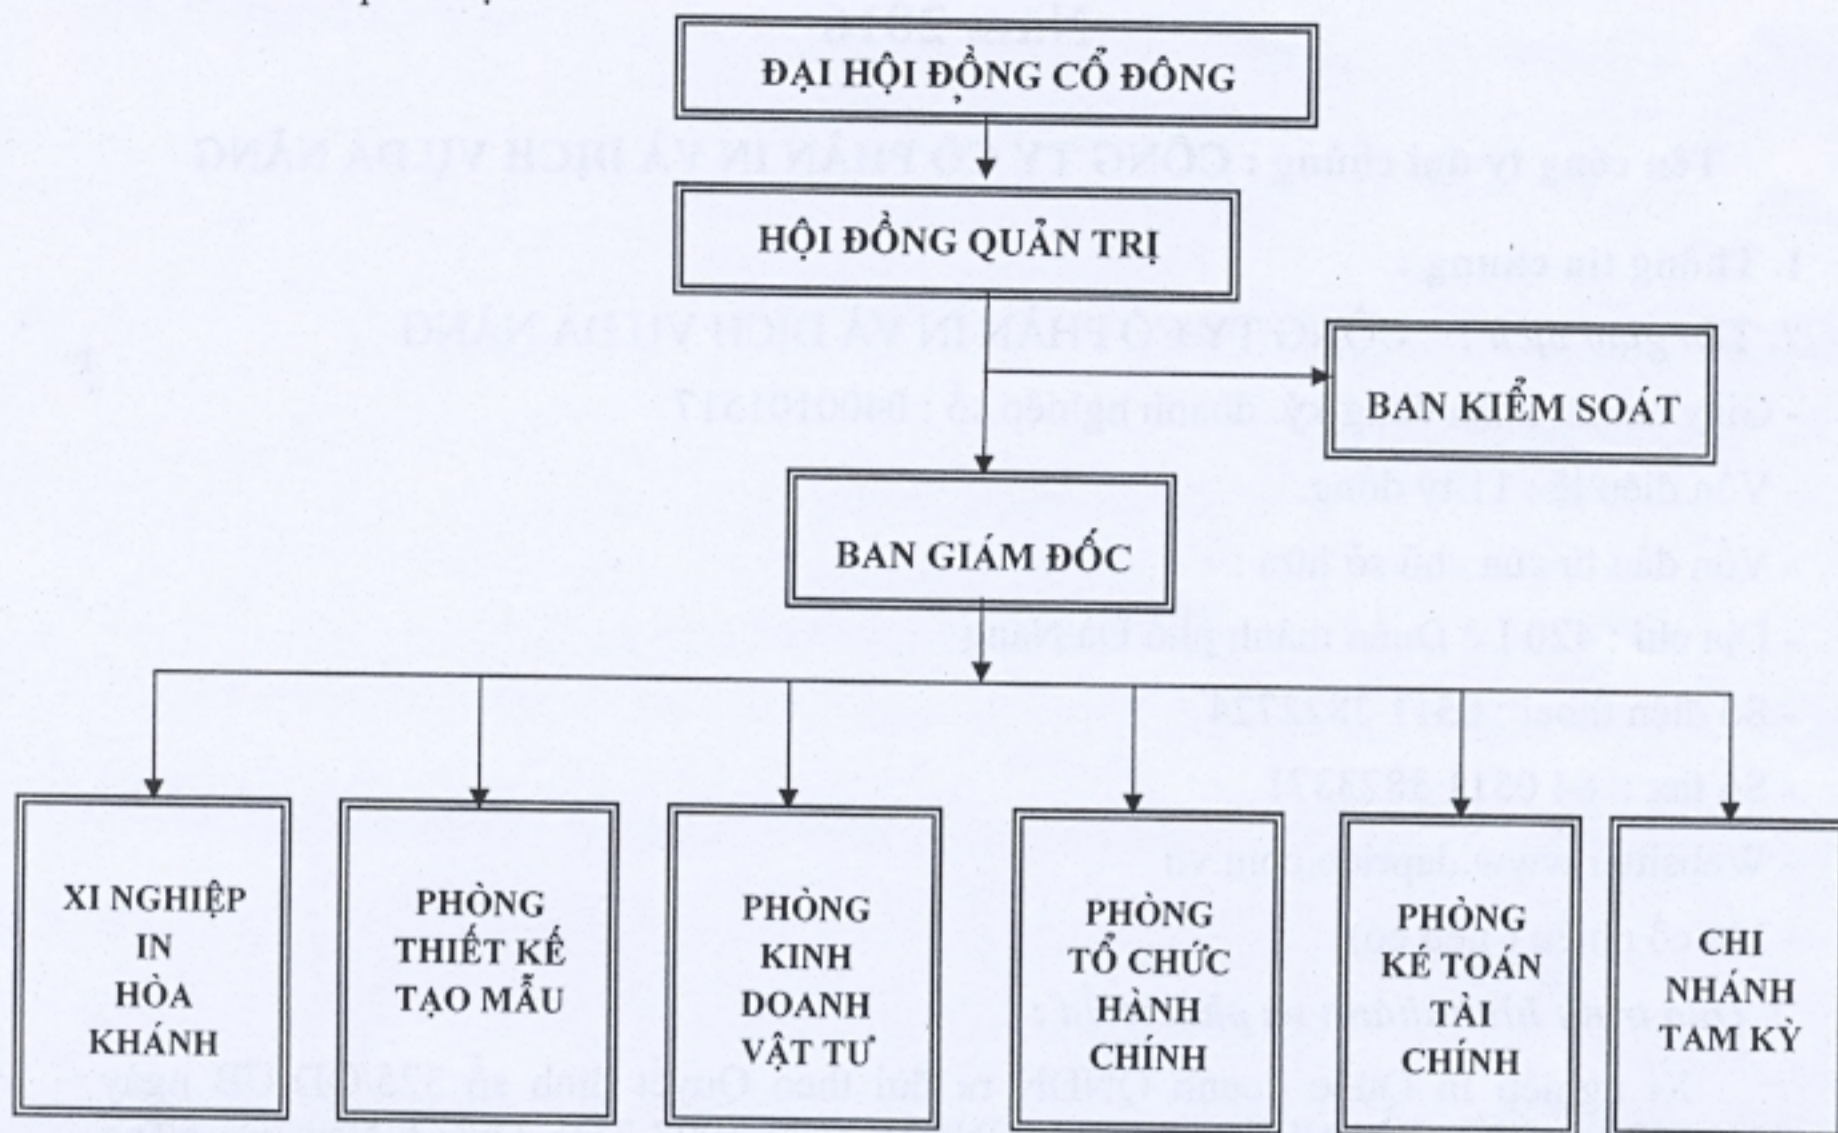 ĐẠI HỘI ĐỒNG CỔ ĐÔNG
HỘI ĐỒNG QUẢN TRỊ
BAN KIỂM SOÁT
BAN GIÁM ĐỐC
XI NGHIỆP
IN
HÒA
KHÁNH
PHÒNG
THIẾT KẾ
TẠO MẪU
PHÒNG
KINH
DOANH
VẬT TƯ
PHÒNG
TỔ CHỨC
HÀNH
CHÍNH
PHÒNG
KẾ TOÁN
TÀI
CHÍNH
CHI
NHÁNH
TAM KỲ